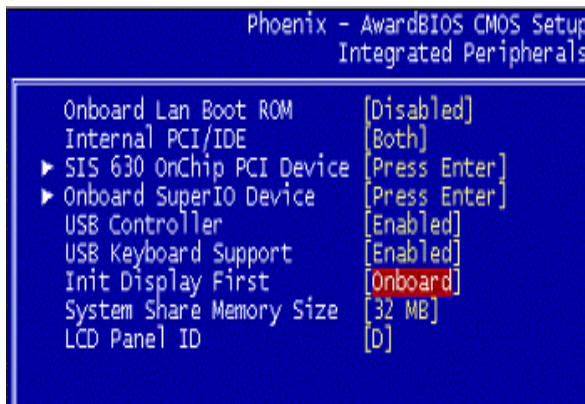 Phoenix - AwardBIOS CMOS Setup
Integrated Peripherals
Onboard Lan Boot ROM [Disabled]
Internal PCI/IDE [Both]
SIS 630 OnChip PCI Device [Press Enter]
Onboard SuperIO Device [Press Enter]
USB Controller [Enabled]
USB Keyboard Support [Enabled]
Init Display First [Onboard]
System Share Memory Size [32 MB]
LCD Panel ID [D]